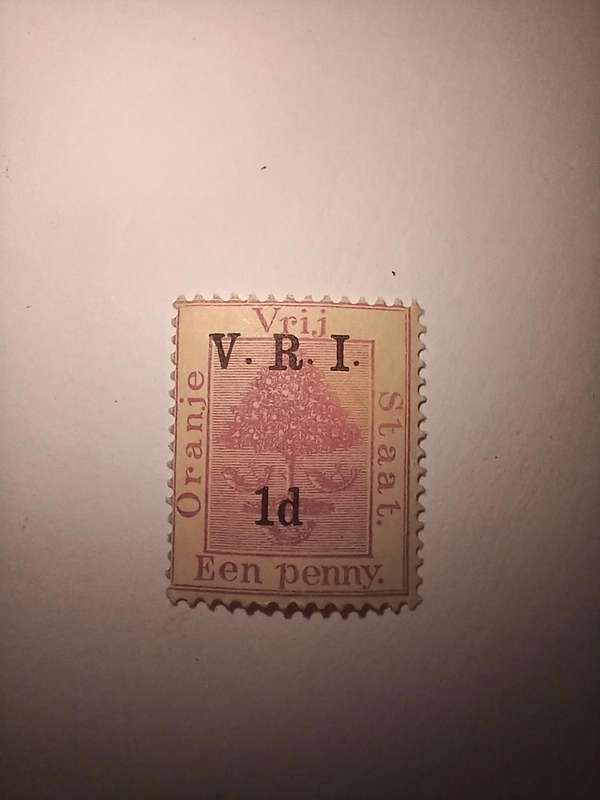 Vrij
V. R. I.
Oranje
Staat.
1d
Een penny.